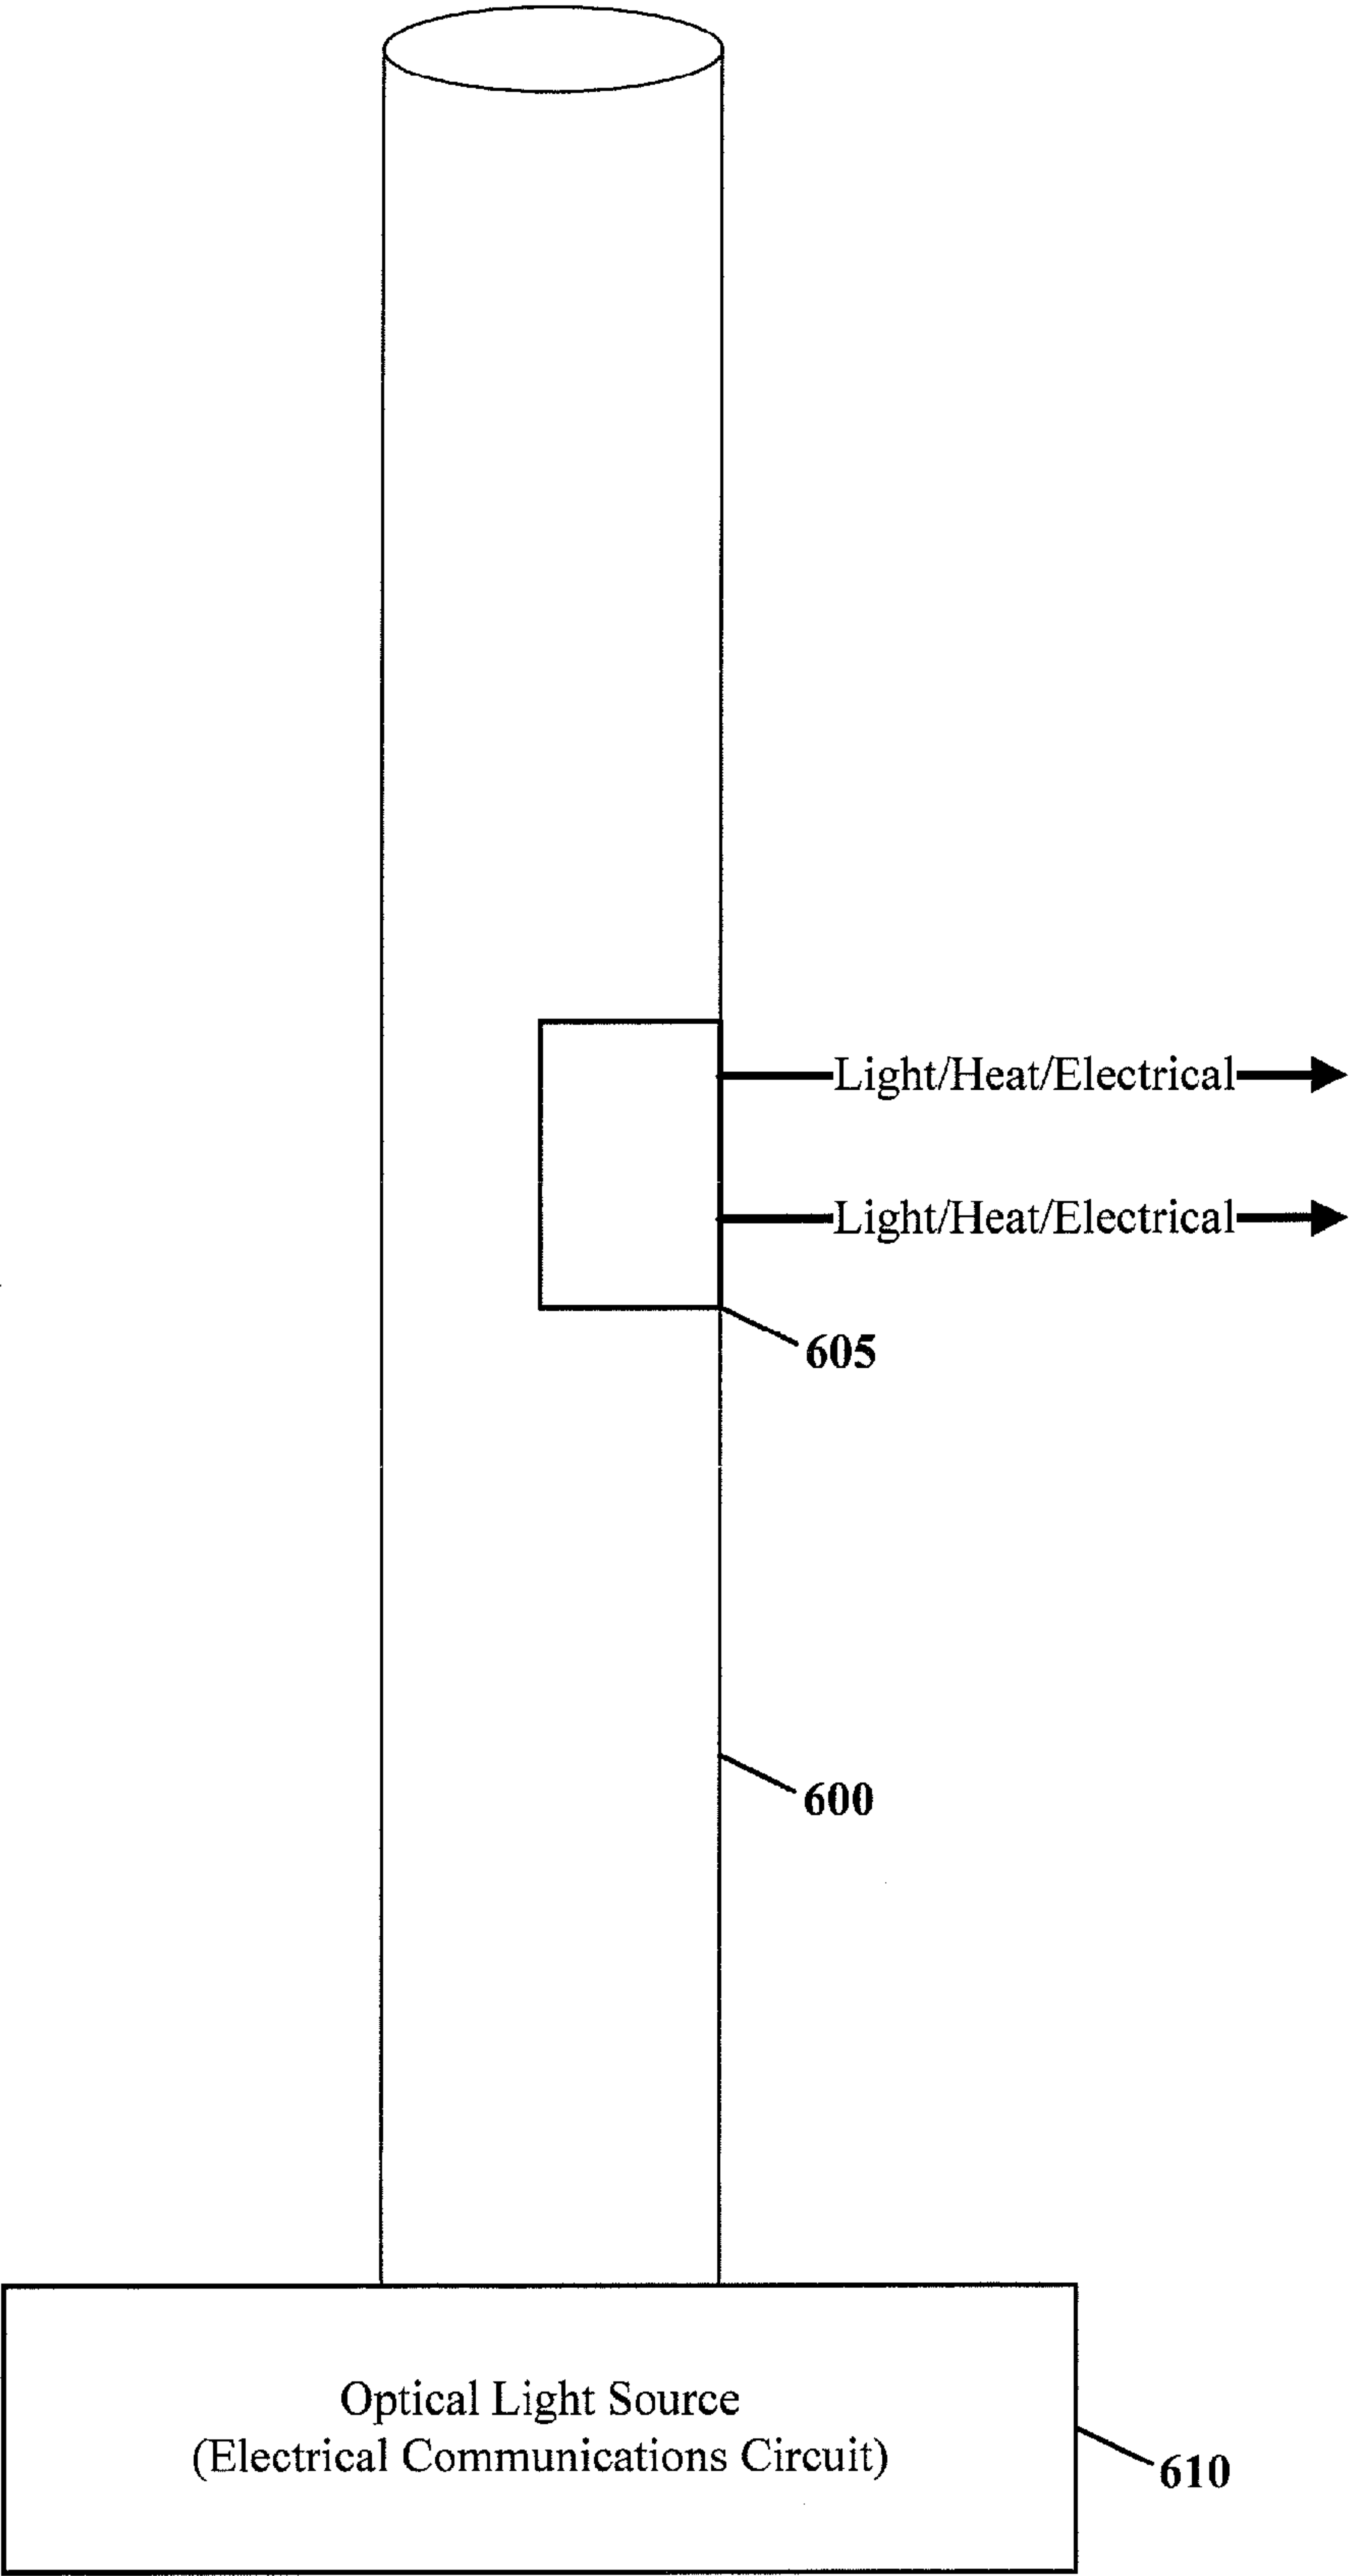 Light/Heat/Electrical
Light/Heat/Electrical
605
600
Optical Light Source
(Electrical Communications Circuit)
610